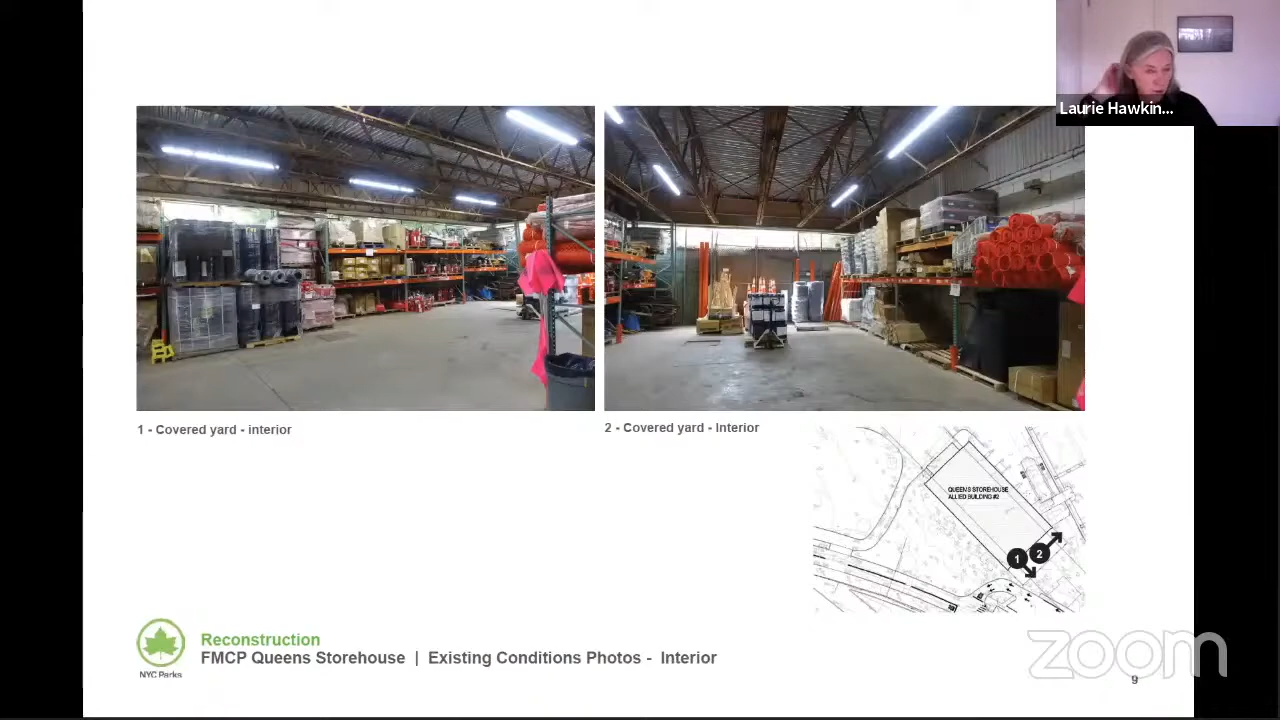 Laurie Hawkin...
1 - Covered yard - interior
2 - Covered yard - Interior
QUEENS STOREHOUSE
ALLIED BUILDING #2
1
2
Reconstruction
FMCP Queens Storehouse | Existing Conditions Photos - Interior
NYC Parks
zoom
9